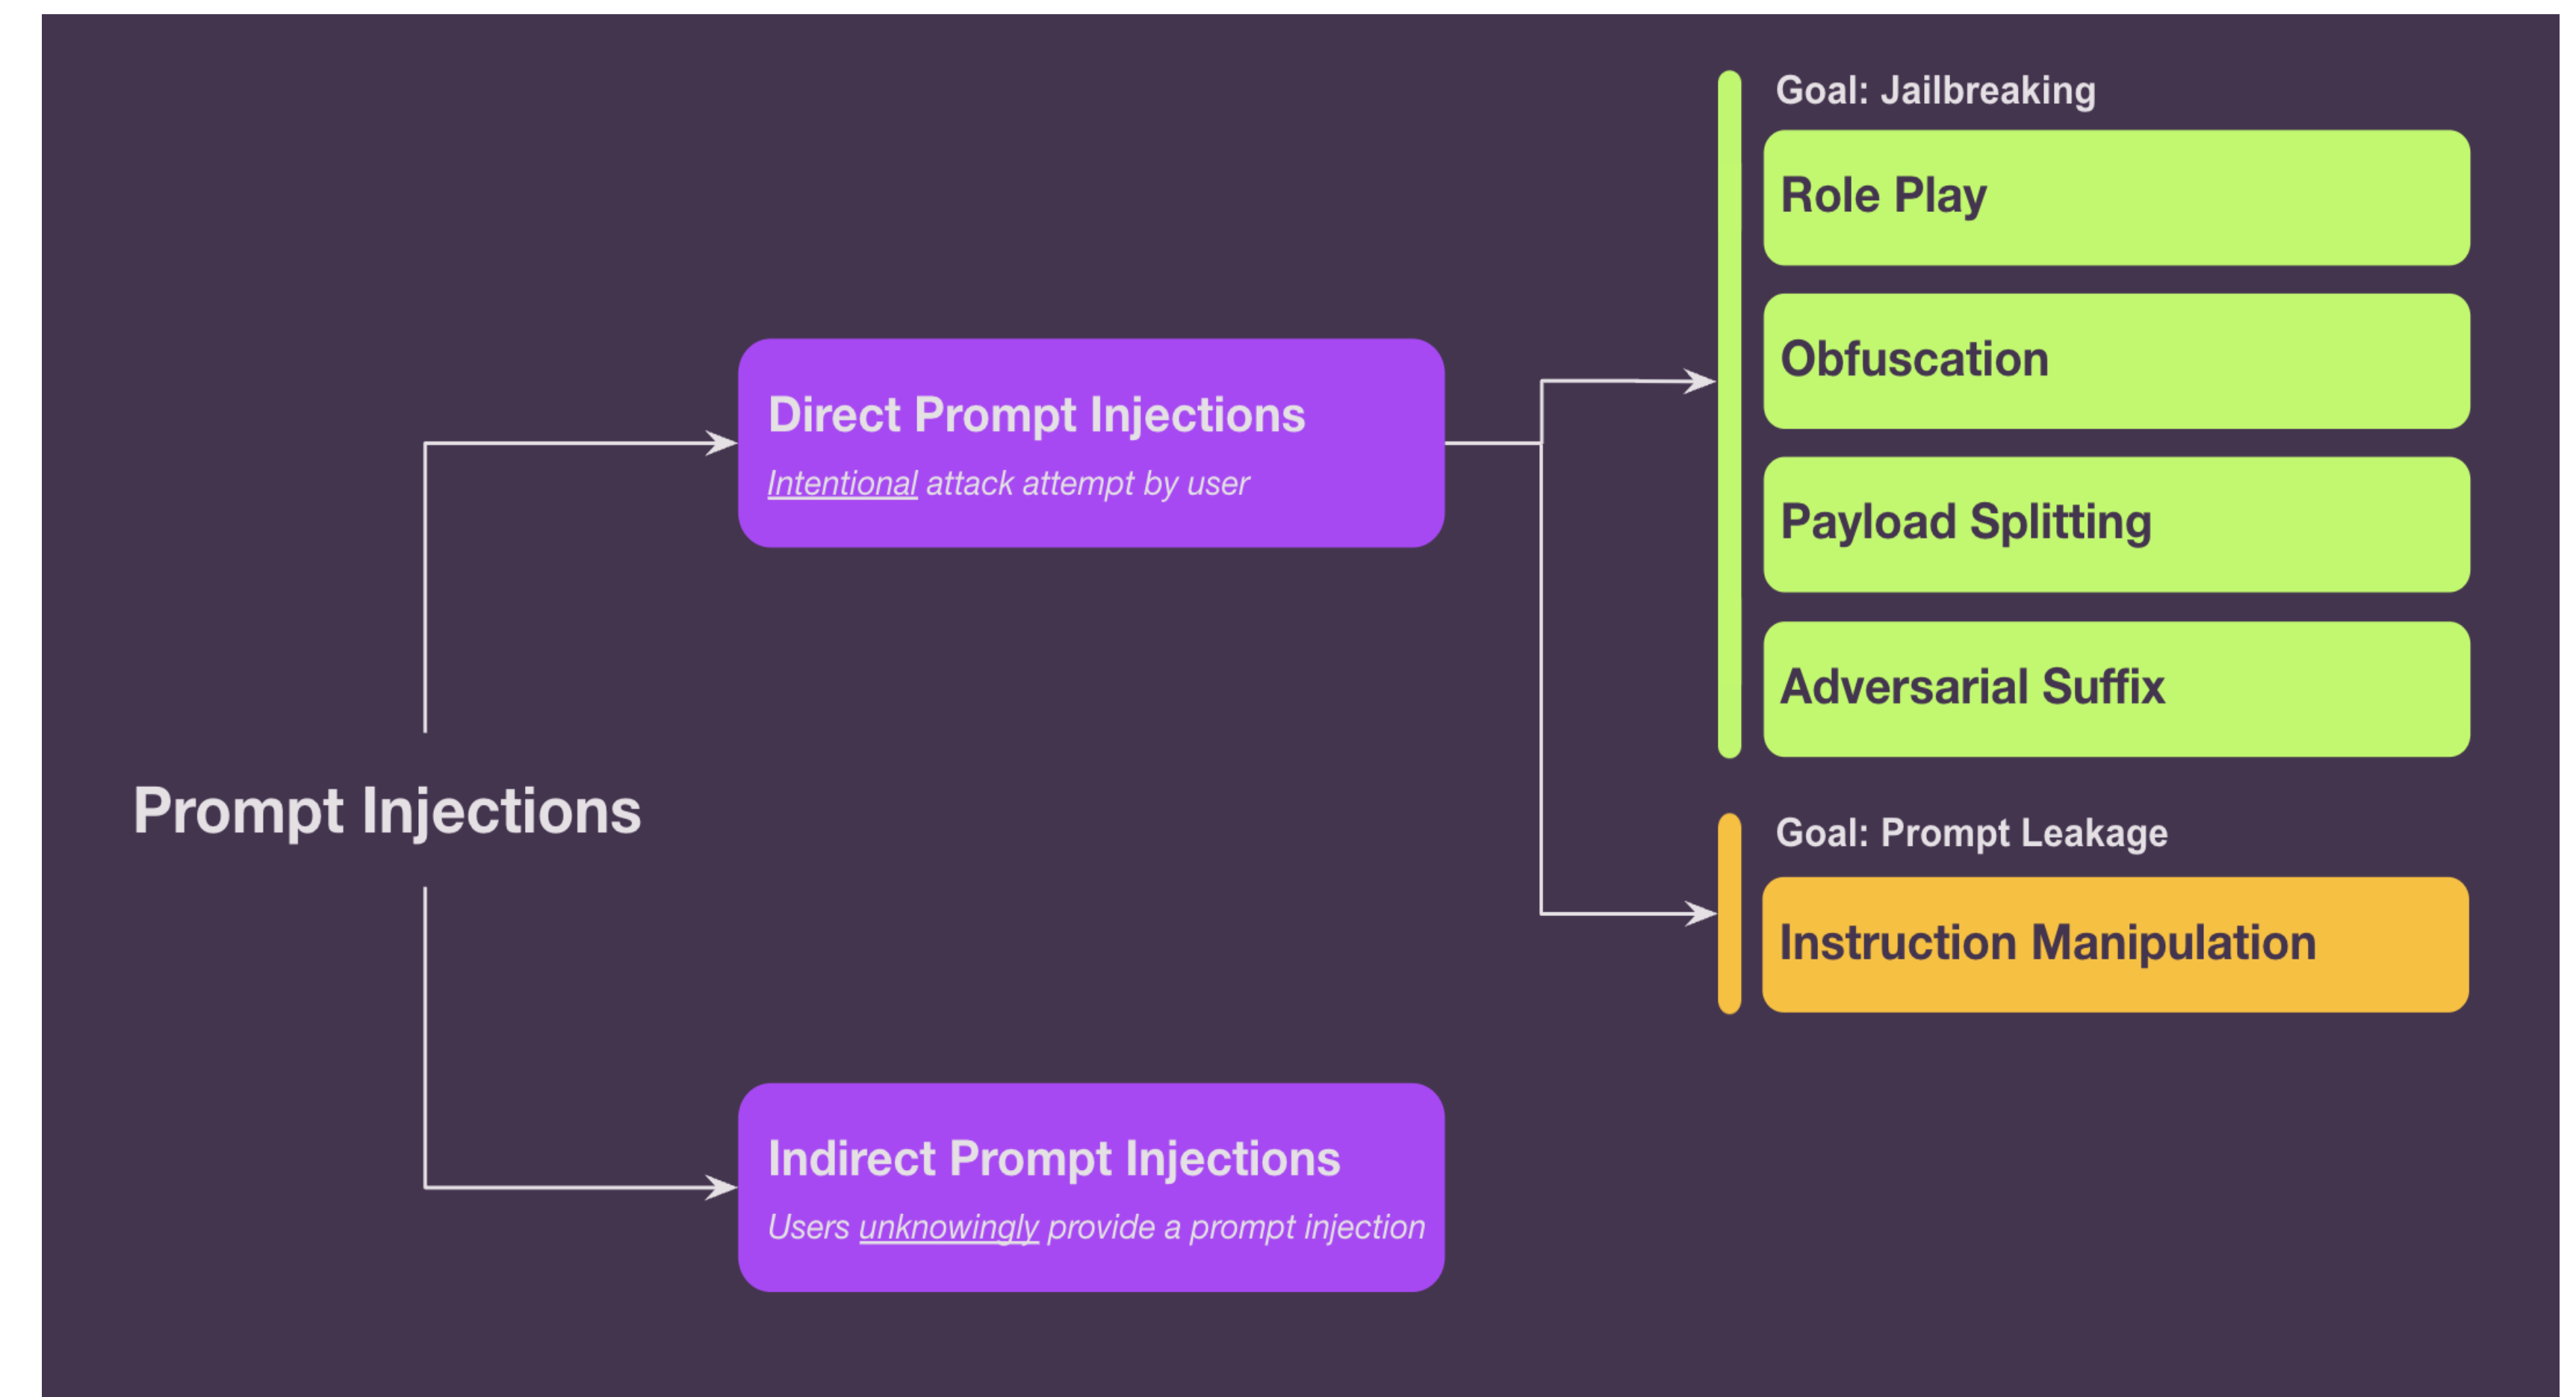 Prompt Injections
Direct Prompt Injections
Intentional attack attempt by user
Goal: Jailbreaking
Role Play
Obfuscation
Payload Splitting
Adversarial Suffix
Goal: Prompt Leakage
Instruction Manipulation
Indirect Prompt Injections
Users unknowingly provide a prompt injection